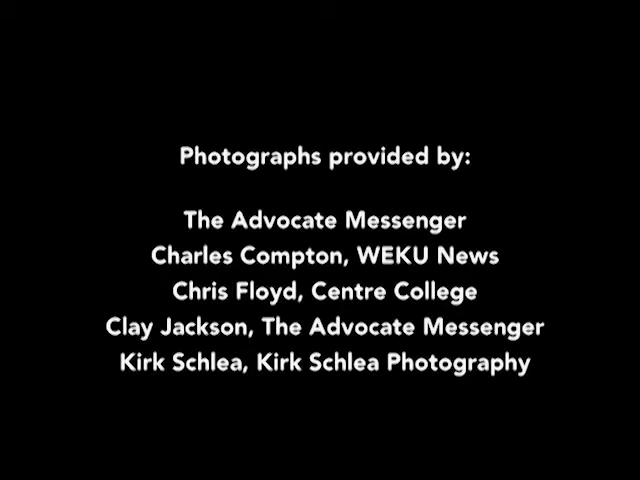 Photographs provided by:
The Advocate Messenger
Charles Compton, WEKU News
Chris Floyd, Centre College
Clay Jackson, The Advocate Messenger
Kirk Schlea, Kirk Schlea Photography